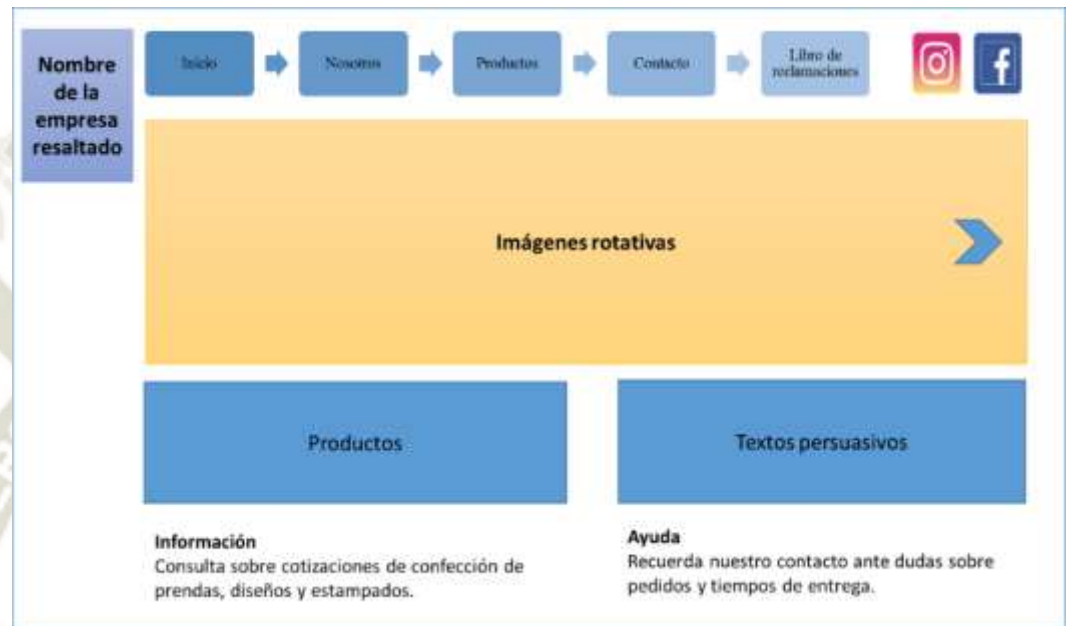 Nombre
de la
empresa
resaltado
Inicio
Nosotros
Productos
Contacto
Libro de
reclamaciones
Imágenes rotativas
Productos
Textos persuasivos
Información
Consulta sobre cotizaciones de confección de
prendas, diseños y estampados.
Ayuda
Recuerda nuestro contacto ante dudas sobre
pedidos y tiempos de entrega.